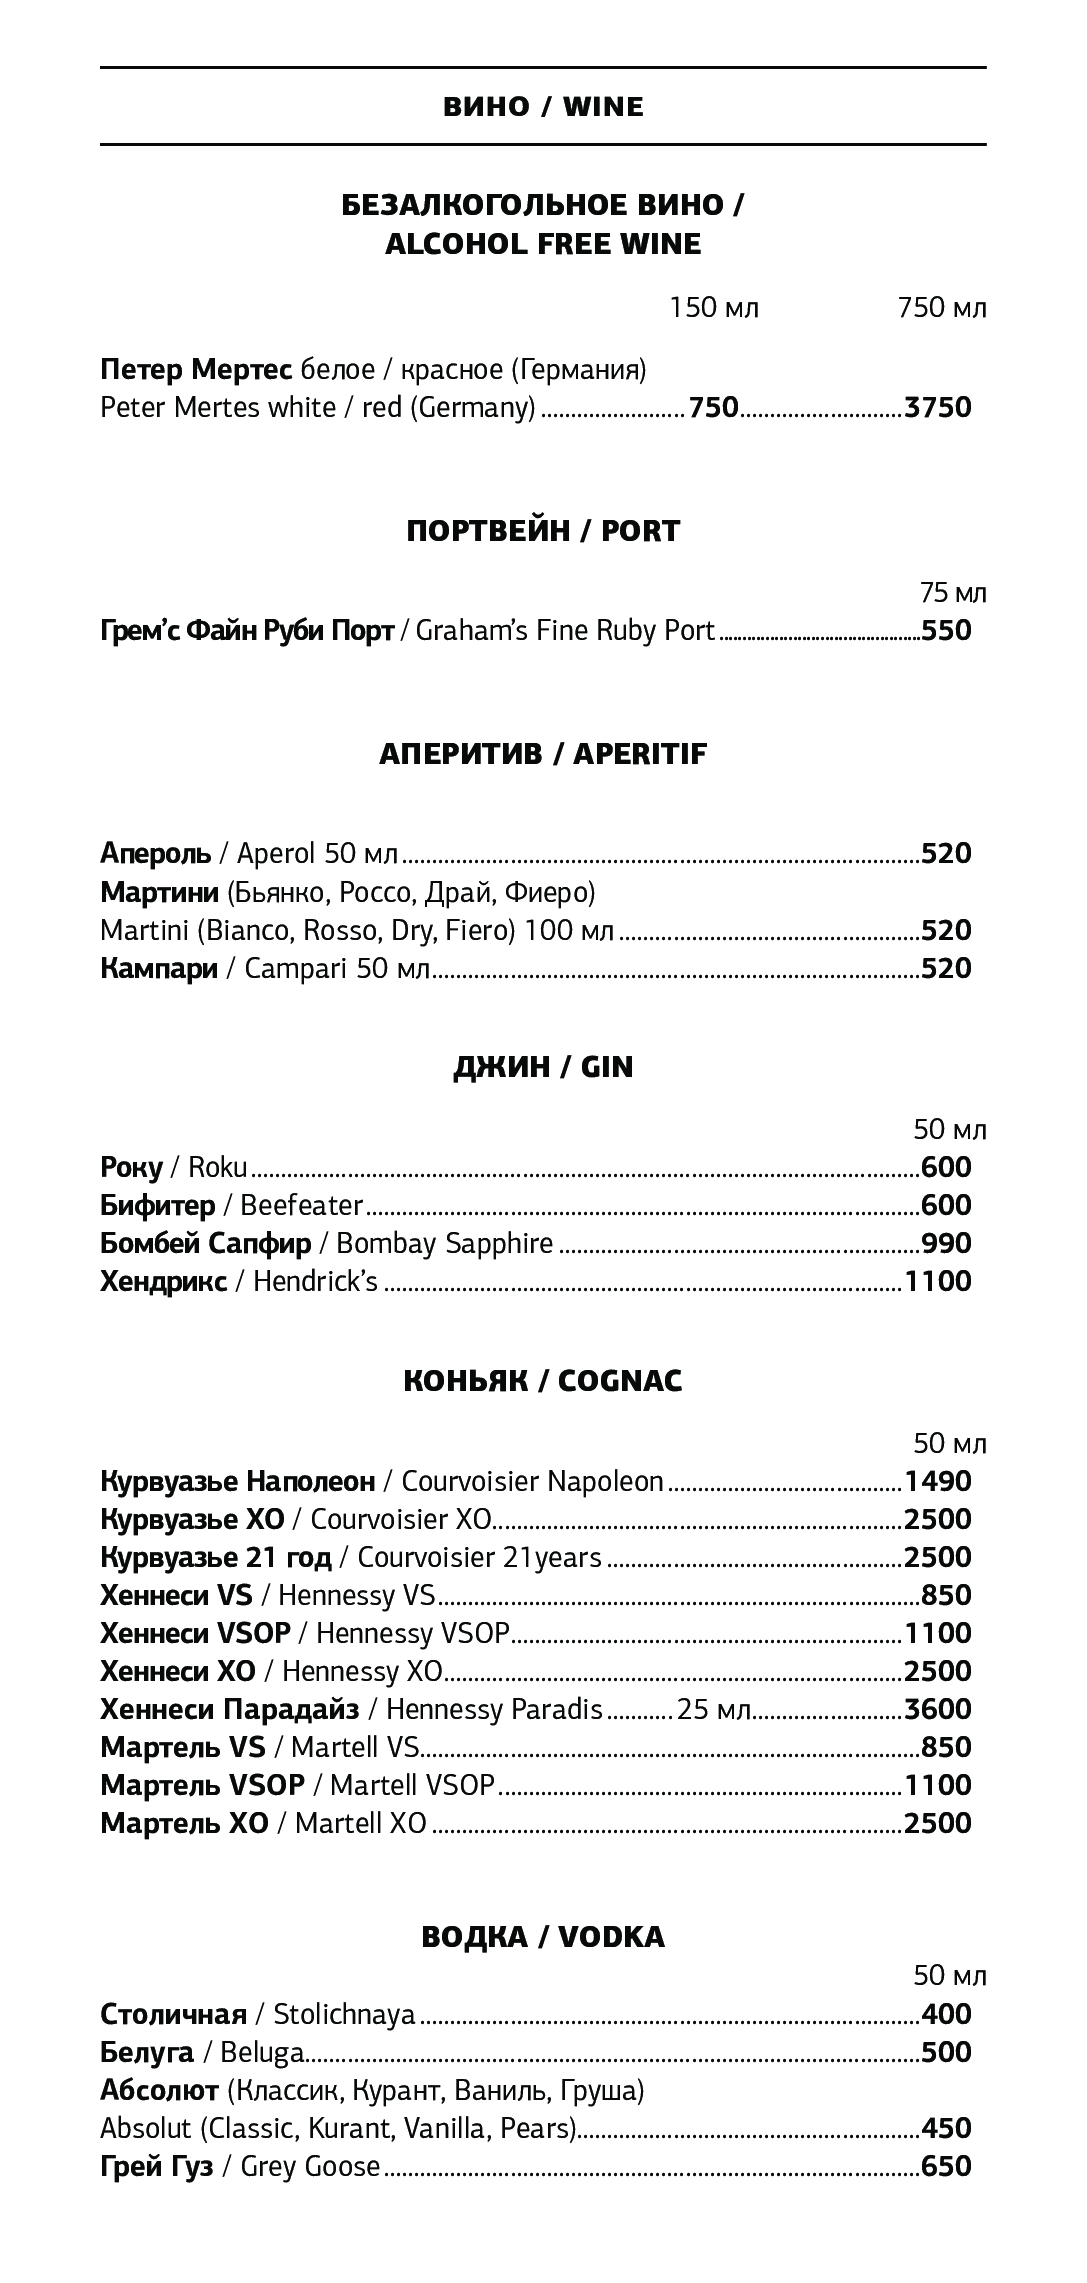 ВИНО / WINE
БЕЗАЛКОГОЛЬНОЕ ВИНО /
ALCOHOL FREE WINE
150 мл 750 мл
Петер Мертес белое / красное (Германия)
Peter Mertes white / red (Germany) ........................ 750........................... 3750
ПОРТВЕЙН / PORT
75 мл
Грем’с Файн Руби Порт / Graham’s Fine Ruby Port ........................................ 550
АПЕРИТИВ / APERITIF
Апероль / Aperol 50 мл ........................................ 520
Мартини (Бьянко, Россо, Драй, Фиеро)
Martini (Bianco, Rosso, Dry, Fiero) 100 мл ........................................ 520
Кампари / Campari 50 мл ........................................ 520
ДЖИН / GIN
50 мл
Року / Roku ........................................ 600
Бифитер / Beefeater ........................................ 600
Бомбей Сапфир / Bombay Sapphire ........................................ 990
Хендрикс / Hendrick’s ........................................ 1100
КОНЬЯК / COGNAC
50 мл
Курвуазье Наполеон / Courvoisier Napoleon ........................................ 1490
Курвуазье XO / Courvoisier XO ........................................ 2500
Курвуазье 21 год / Courvoisier 21years ........................................ 2500
Хеннеси VS / Hennessy VS ........................................ 850
Хеннеси VSOP / Hennessy VSOP ........................................ 1100
Хеннеси XO / Hennessy XO ........................................ 2500
Хеннеси Парадайз / Hennessy Paradis ........... 25 мл ......................... 3600
Мартель VS / Martell VS ........................................ 850
Мартель VSOP / Martell VSOP ........................................ 1100
Мартель XO / Martell XO ........................................ 2500
ВОДКА / VODKA
50 мл
Столичная / Stolichnaya ........................................ 400
Белуга / Beluga ........................................ 500
Абсолют (Классик, Курант, Ваниль, Груша)
Absolut (Classic, Kurant, Vanilla, Pears) ........................................ 450
Грей Гуз / Grey Goose ........................................ 650